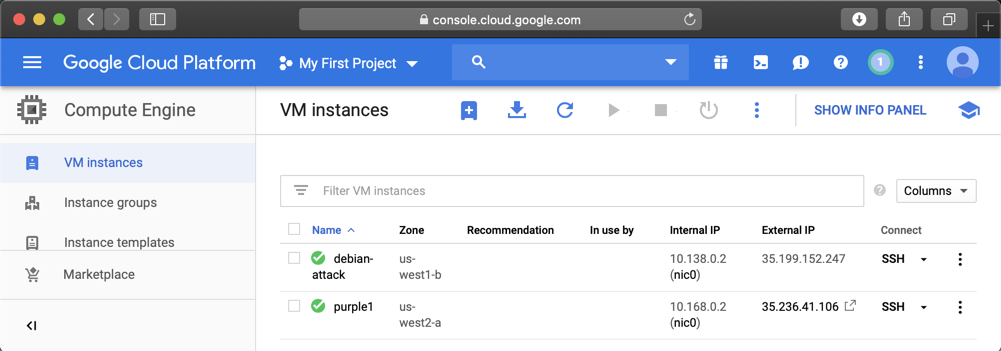 console.cloud.google.com
Google Cloud Platform My First Project 1
Compute Engine VM instances SHOW INFO PANEL
VM instances
Instance groups
Instance templates
Marketplace
Filter VM instances Columns
Name Zone Recommendation In use by Internal IP External IP Connect
debian- us- 10.138.0.2 35.199.152.247 SSH
attack west1-b (nic0)
purple1 us- 10.168.0.2 35.236.41.106 SSH
west2-a (nic0)